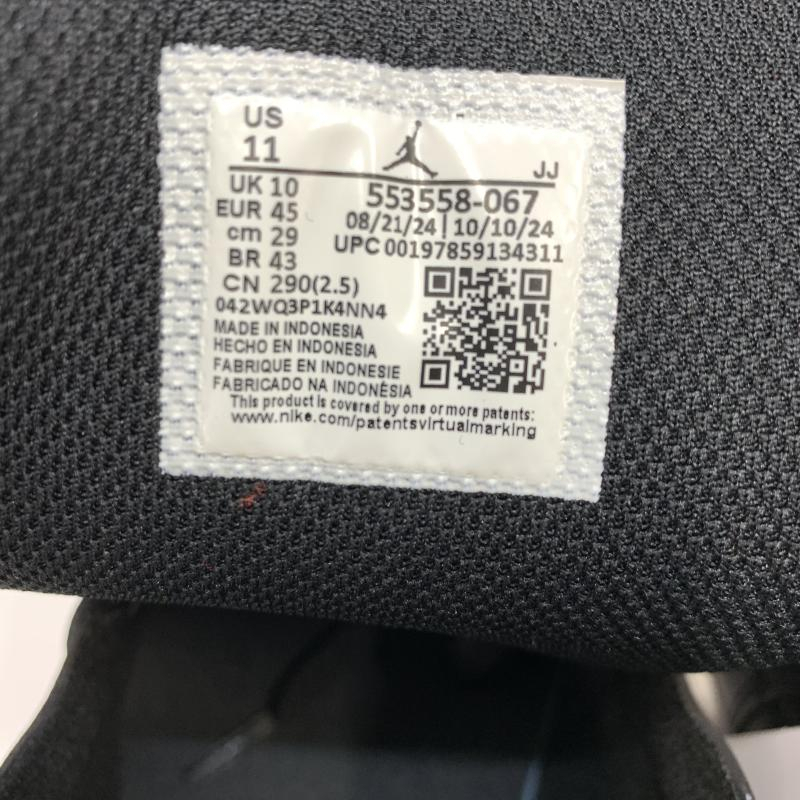 US
11
JJ
UK 10
553558-067
EUR 45
08/21/24 | 10/10/24
cm 29
UPC 00197859134311
BR 43
CN 290(2.5)
042WQ3P1K4NN4
MADE IN INDONESIA
HECHO EN INDONESIA
FABRIQUE EN INDONESIE
FABRICADO NA INDONÉSIA
This product is covered by one or more patents:
www.nike.com/patentsvirtualmarking